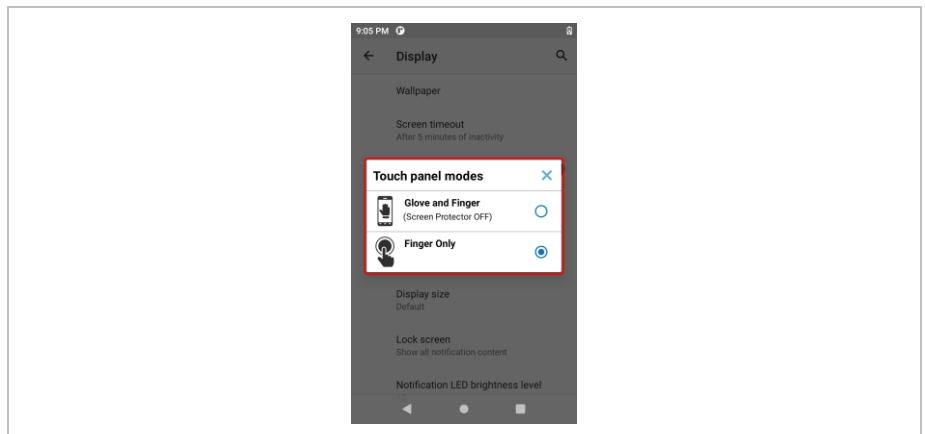 9:05 PM
Display
Wallpaper
Screen timeout
After 5 minutes of inactivity
Touch panel modes
Glove and Finger
(Screen Protector OFF)
Finger Only
Display size
Default
Lock screen
Show all notification content
Notification LED brightness level